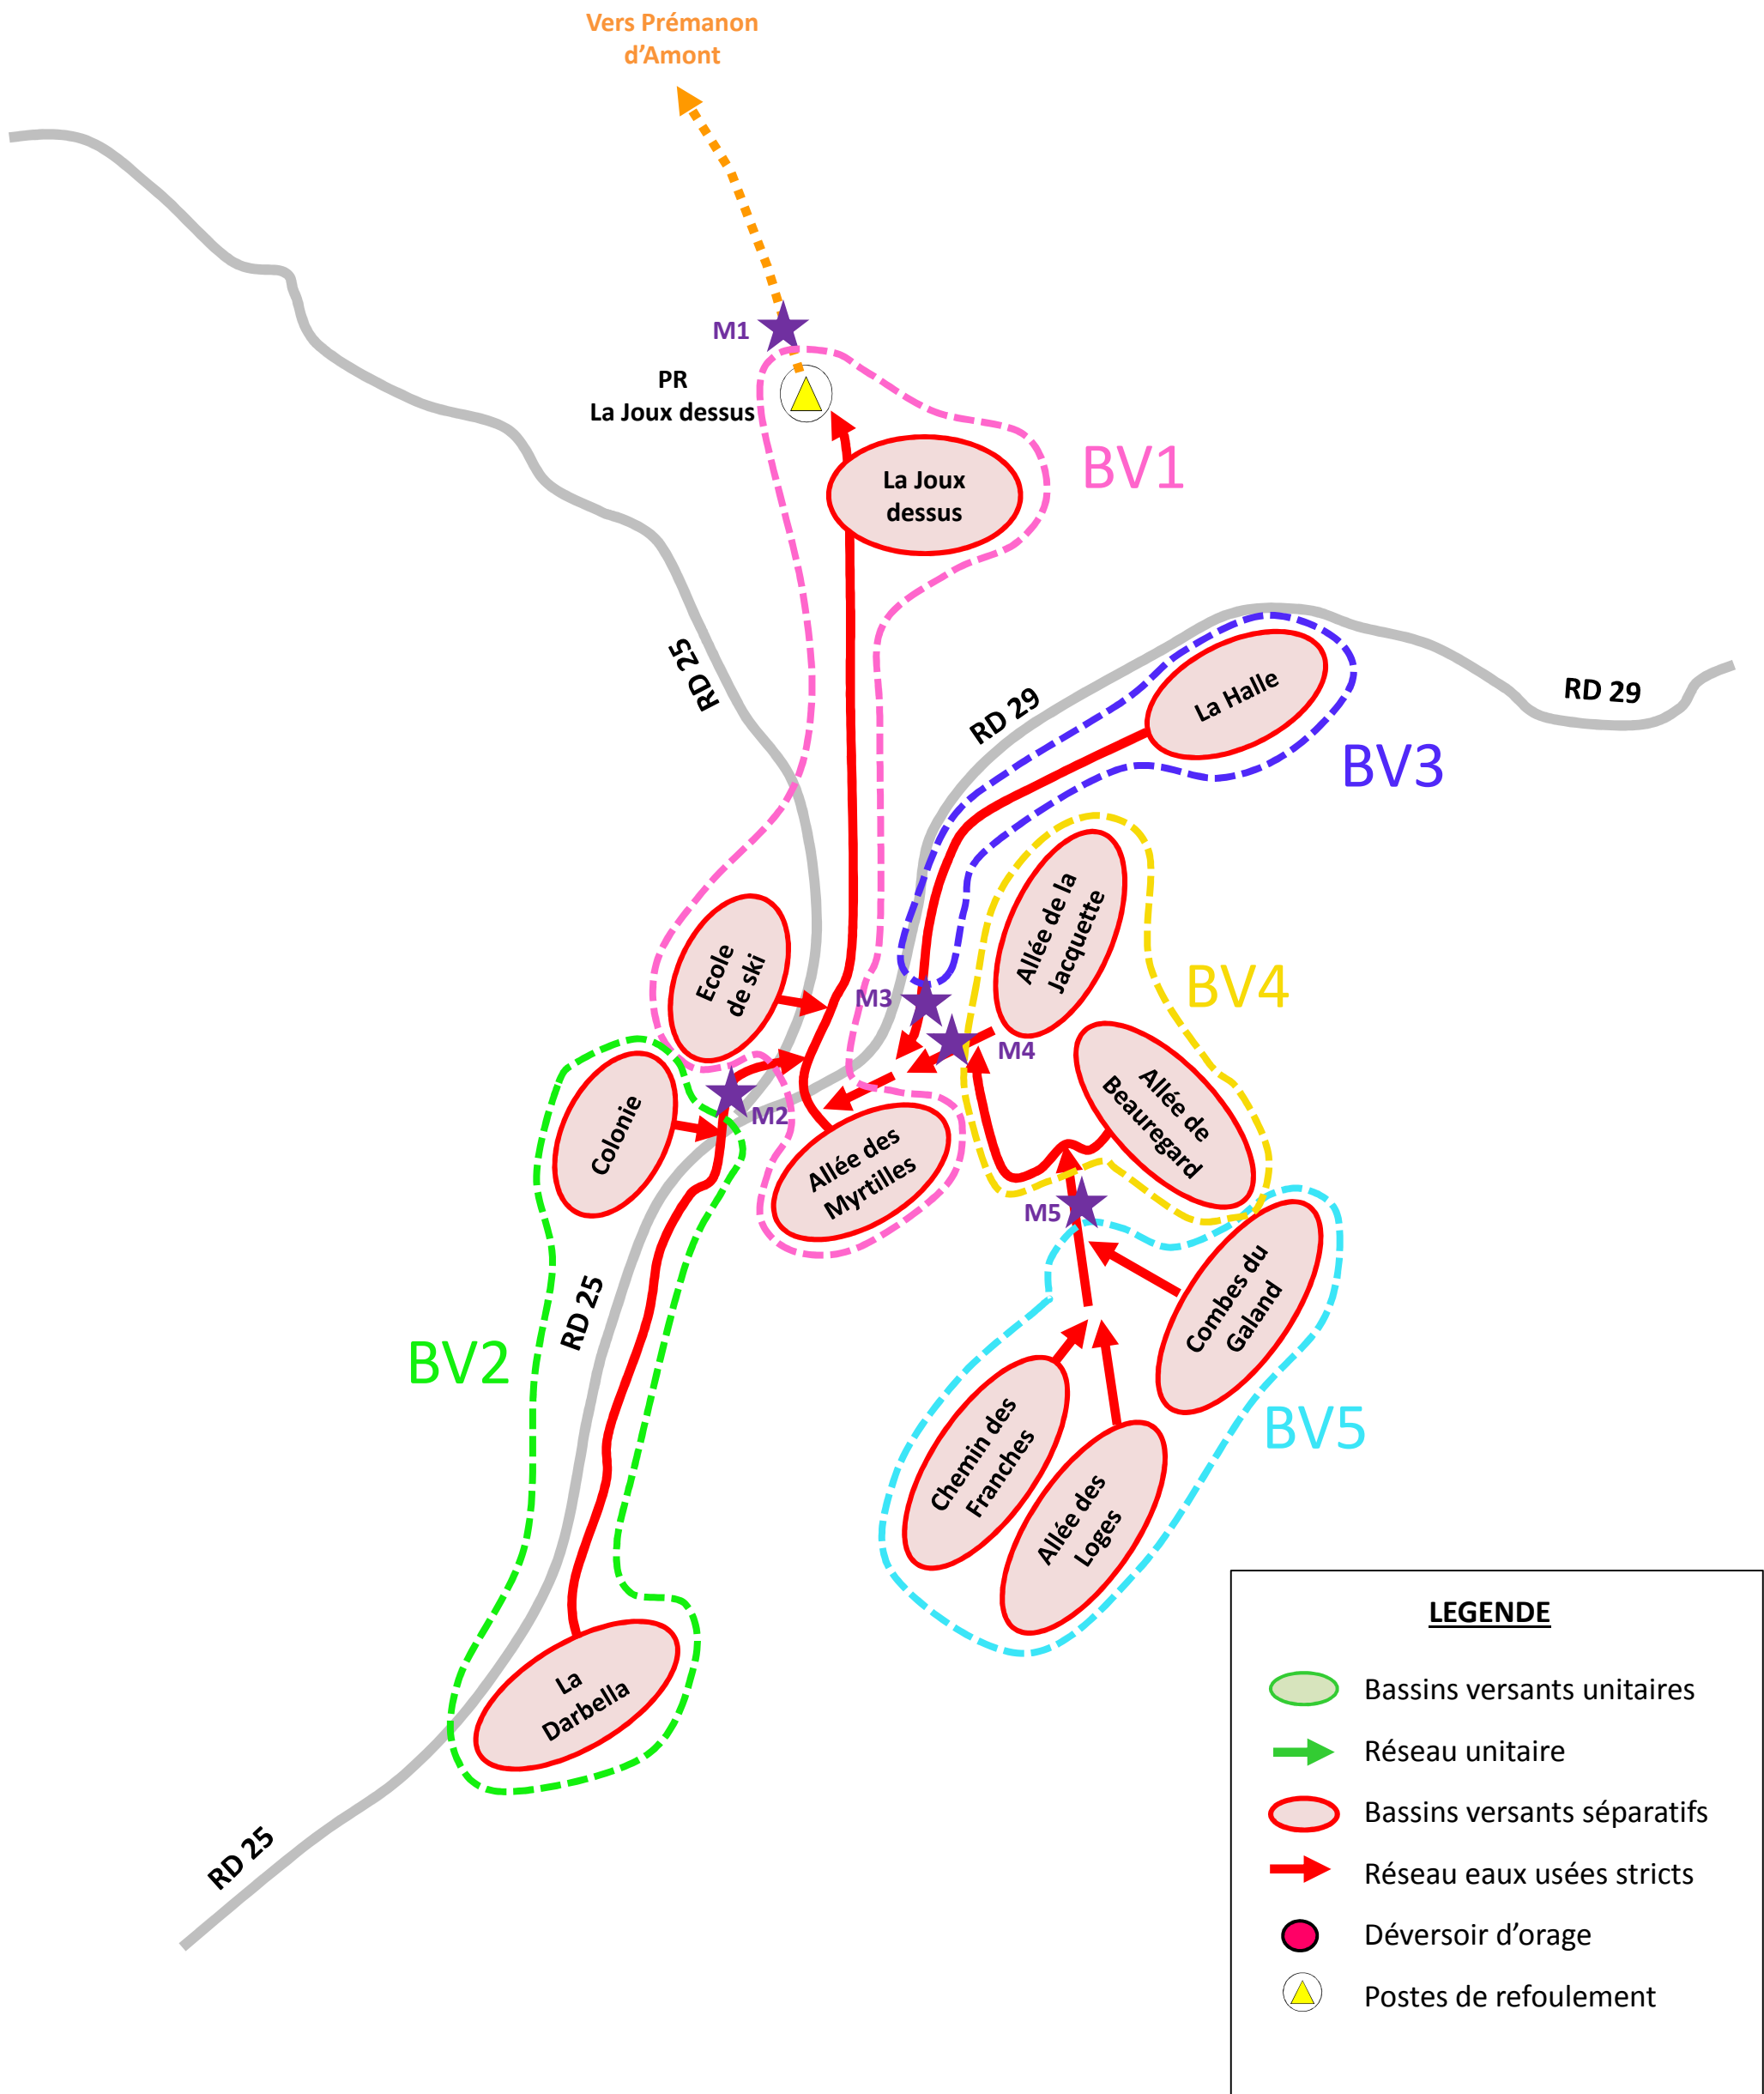 Vers Prémanon
d'Amont
M1
PR
La Joux dessus
La Joux
dessus
BV1
RD 25
RD 29
La Halle
RD 29
BV3
Allée de la
Jacquette
Ecole
de ski
M3
BV4
M4
Colonie
M2
Allée de
Beauregard
Allée des
Myrtilles
M5
Combes du
Galand
RD 25
BV2
BV5
Chemin des
Franches
Allée des
Loges
La
Darbella
RD 25
LEGENDE
Bassins versants unitaires
Réseau unitaire
Bassins versants séparatifs
Réseau eaux usées stricts
Déversoir d'orage
Postes de refoulement